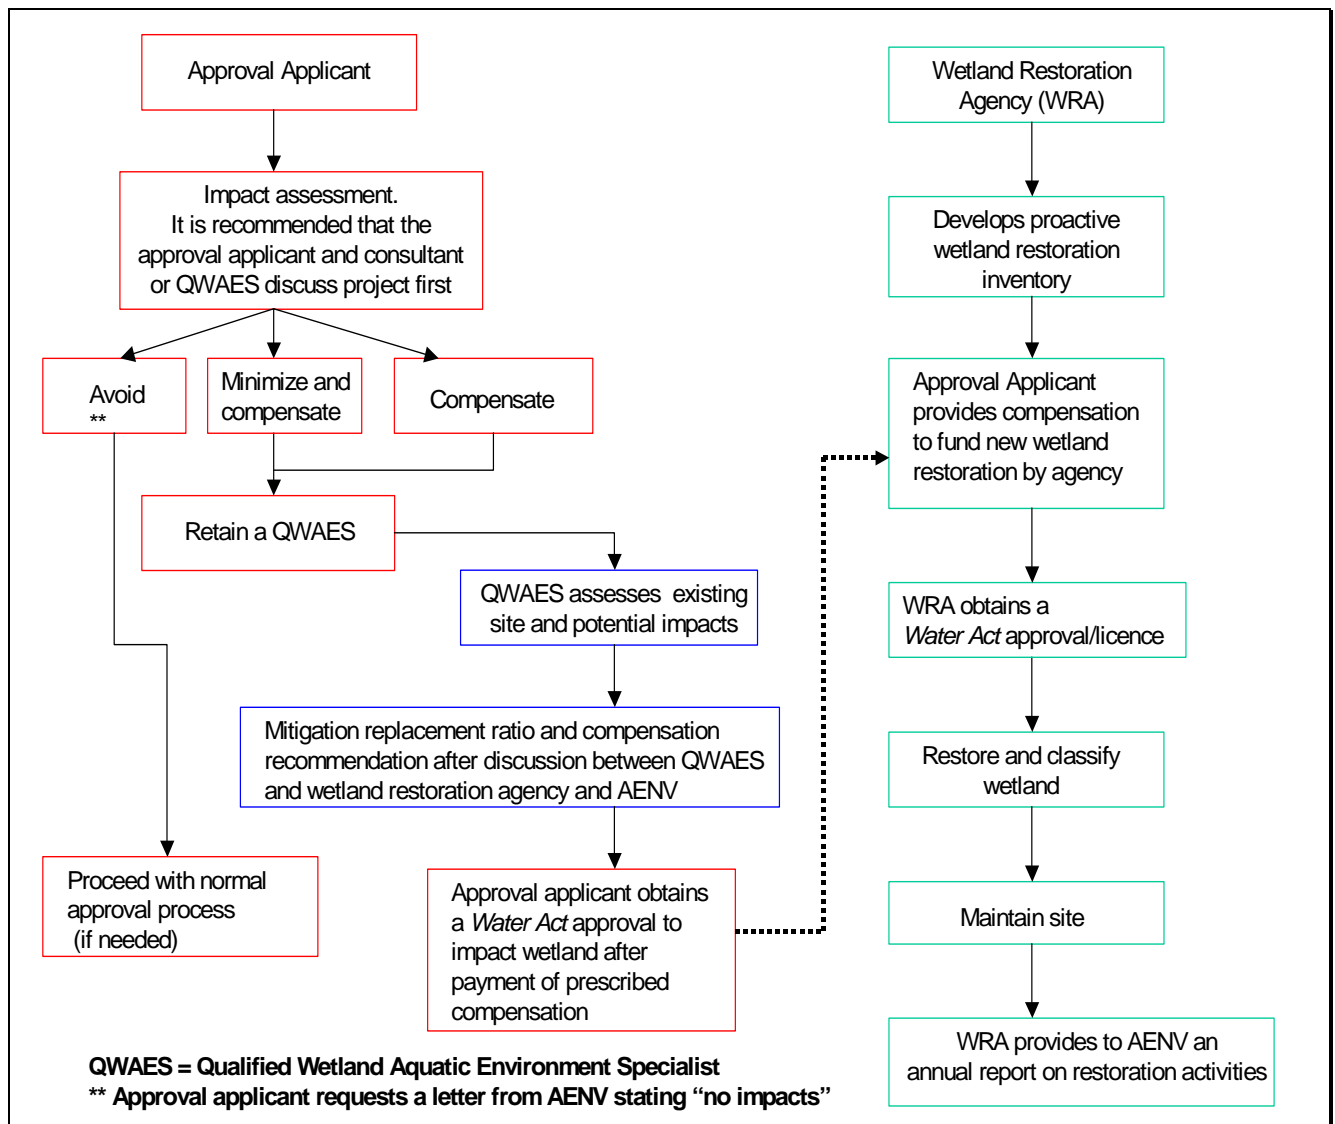 Approval Applicant
Impact assessment.
It is recommended that the
approval applicant and consultant
or QWAES discuss project first
Avoid
**
Minimize and
compensate
Compensate
Retain a QWAES
QWAES assesses existing
site and potential impacts
Mitigation replacement ratio and compensation
recommendation after discussion between QWAES
and wetland restoration agency and AENV
Proceed with normal
approval process
(if needed)
Approval applicant obtains
a Water Act approval to
impact wetland after
payment of prescribed
compensation
Wetland Restoration
Agency (WRA)
Develops proactive
wetland restoration
inventory
Approval Applicant
provides compensation
to fund new wetland
restoration by agency
WRA obtains a
Water Act approval/licence
Restore and classify
wetland
Maintain site
WRA provides to AENV an
annual report on restoration activities
QWAES = Qualified Wetland Aquatic Environment Specialist
** Approval applicant requests a letter from AENV stating “no impacts”